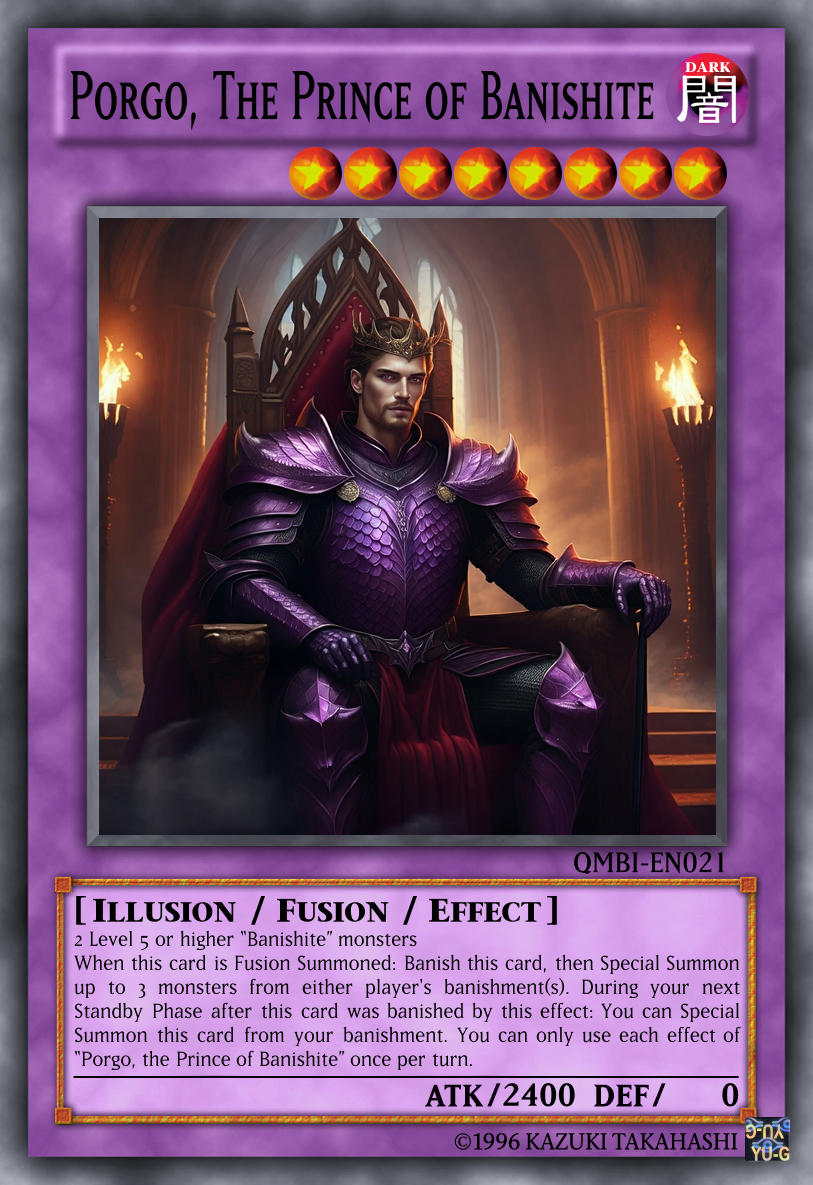 Porgo, The Prince of Banishite
DARK
闇
QMBI-EN021
[ Illusion / Fusion / Effect ]
2 Level 5 or higher "Banishite" monsters
When this card is Fusion Summoned: Banish this card, then Special Summon
up to 3 monsters from either player's banishment(s). During your next
Standby Phase after this card was banished by this effect: You can Special
Summon this card from your banishment. You can only use each effect of
"Porgo, the Prince of Banishite" once per turn.
ATK/2400 DEF/ 0
©1996 KAZUKI TAKAHASHI
YU-G
YU-G